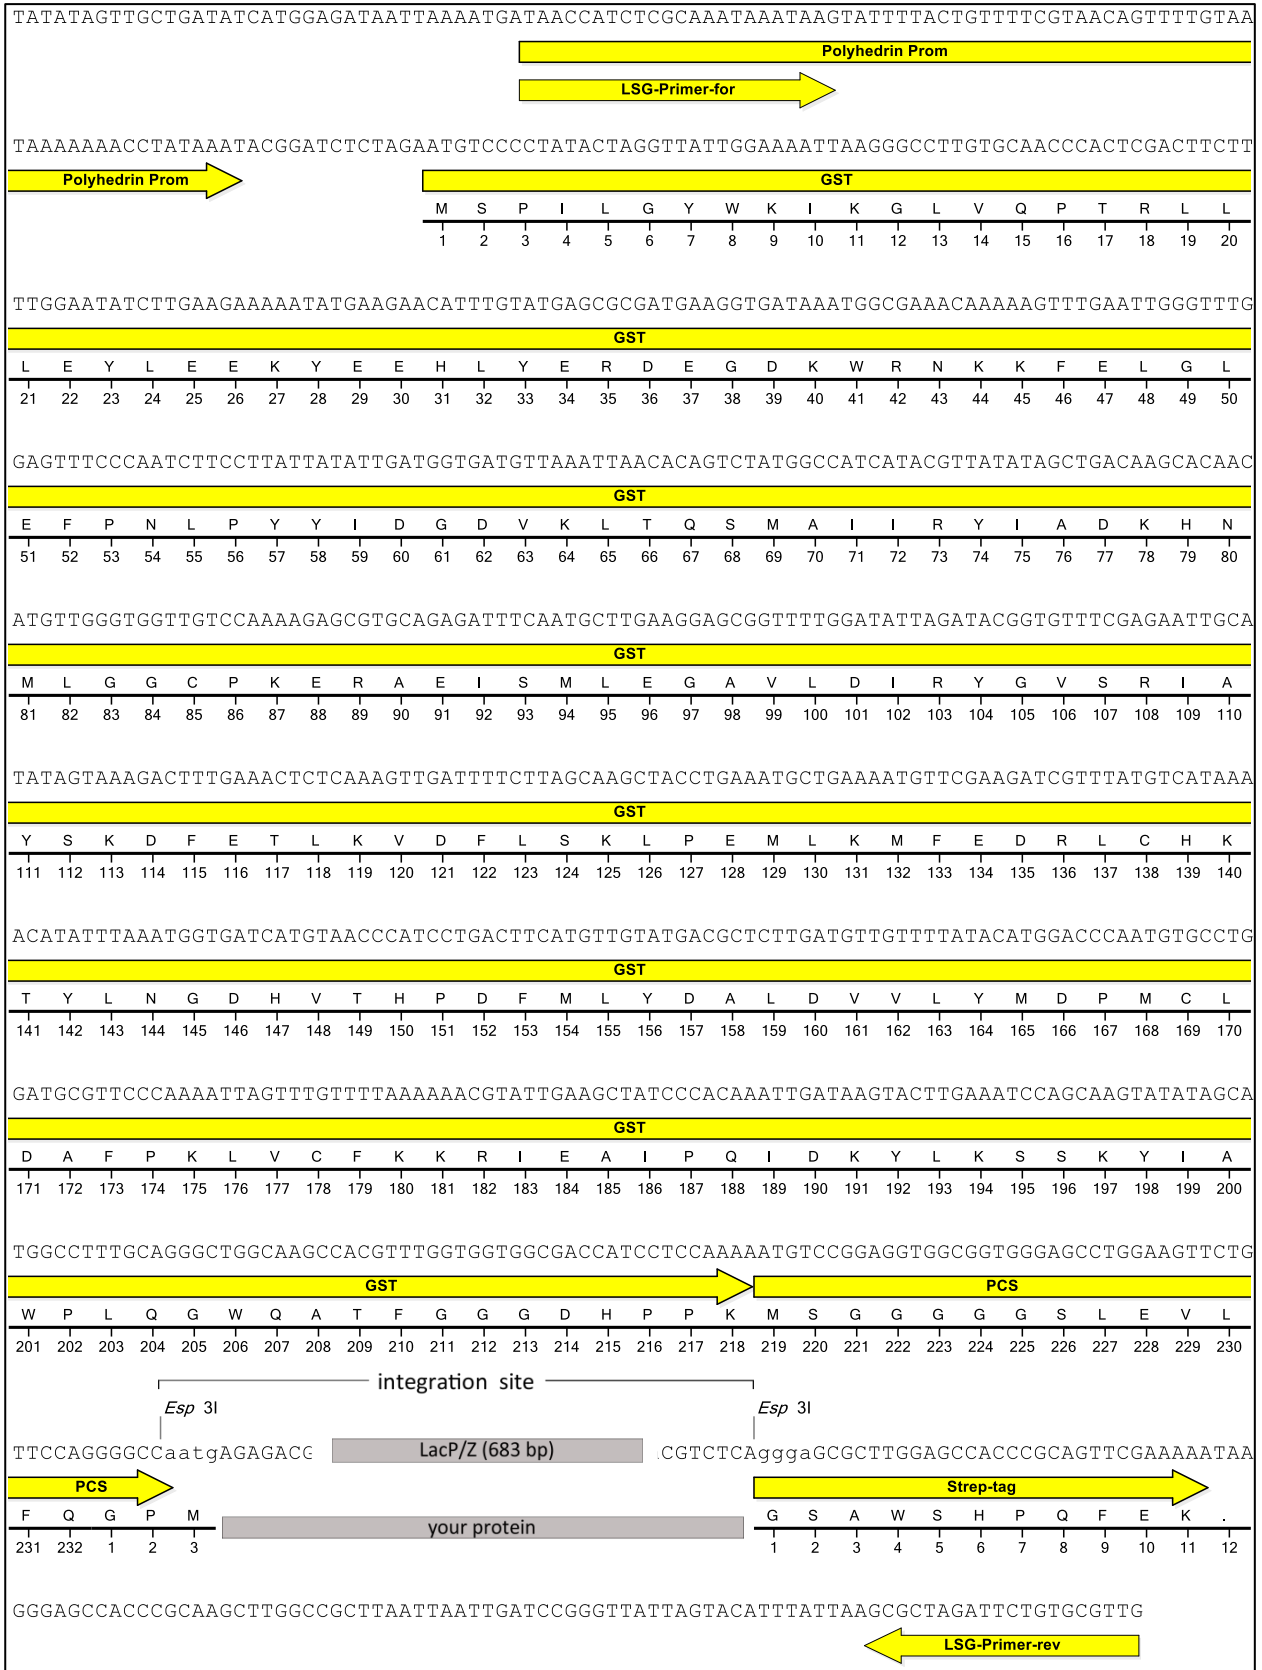 TATATAGTTGCTGATATCATGGAGATAATTAAAATGATAACCATCTCGCAAATAAATAAGTATTTTACTGTTTTCGTAACAGTTTTGTAA
Polyhedrin Prom
LSG-Primer-for
TAAAAAAACCTATAAATACGGATCTCTAGAATGTCCCCTATACTAGGTTATTGGAAAATTAAGGGCCTTGTGCAACCCACTCGACTTCTT
Polyhedrin Prom GST
M S P I L G Y W K I K G L V Q P T R L L
1 2 3 4 5 6 7 8 9 10 11 12 13 14 15 16 17 18 19 20
TTGGAATATCTTGAAGAAAAATATGAAGAACATTTGTATGAGCGCGATGAAGGTGATAAATGGCGAAACAAAAAGTTTGAATTGGGTTTG
GST
L E Y L E E K Y E E H L Y E R D E G D K W R N K K F E L G L
21 22 23 24 25 26 27 28 29 30 31 32 33 34 35 36 37 38 39 40 41 42 43 44 45 46 47 48 49 50
GAGTTTCCCAATCTTCCTTATTATATTGATGGTGATGTTAAATTAACACAGTCTATGGCCATCATACGTTATATAGCTGACAAGCACAAC
GST
E F P N L P Y Y I D G D V K L T Q S M A I I R Y I A D K H N
51 52 53 54 55 56 57 58 59 60 61 62 63 64 65 66 67 68 69 70 71 72 73 74 75 76 77 78 79 80
ATGTTGGGTGGTTGTCCAAAAGAGCGTGCAGAGATTTCAATGCTTGAAGGAGCGGTTTTGGATATTAGATACGGTGTTTCGAGAATTGCA
GST
M L G G C P K E R A E I S M L E G A V L D I R Y G V S R I A
81 82 83 84 85 86 87 88 89 90 91 92 93 94 95 96 97 98 99 100 101 102 103 104 105 106 107 108 109 110
TATAGTAAAGACTTTGAAACTCTCAAAGTTGATTTTCTTAGCAAGCTACCTGAAATGCTGAAAATGTTCGAAGATCGTTTATGTCATAAA
GST
Y S K D F E T L K V D F L S K L P E M L K M F E D R L C H K
111 112 113 114 115 116 117 118 119 120 121 122 123 124 125 126 127 128 129 130 131 132 133 134 135 136 137 138 139 140
ACATATTTAAATGGTGATCATGTAACCCATCCTGACTTCATGTTGTATGACGCTCTTGATGTTGTTTTATACATGGACCCAATGTGCCTG
GST
T Y L N G D H V T H P D F M L Y D A L D V V L Y M D P M C L
141 142 143 144 145 146 147 148 149 150 151 152 153 154 155 156 157 158 159 160 161 162 163 164 165 166 167 168 169 170
GATGCGTTCCCAAAATTAGTTTGTTTTAAAAAACGTATTGAAGCTATCCCACAAATTGATAAGTACTTGAAATCCAGCAAGTATATAGCA
GST
D A F P K L V C F K K R I E A I P Q I D K Y L K S S K Y I A
171 172 173 174 175 176 177 178 179 180 181 182 183 184 185 186 187 188 189 190 191 192 193 194 195 196 197 198 199 200
TGGCCTTTGCAGGGCTGGCAAGCCACGTTTGGTGGTGGCGACCATCCTCCAAAAATGTCCGGAGGTGGCGGTGGGAGCCTGGAAGTTCTG
GST PCS
W P L Q G W Q A T F G G G D H P P K M S G G G G G S L E V L
201 202 203 204 205 206 207 208 209 210 211 212 213 214 215 216 217 218 219 220 221 222 223 224 225 226 227 228 229 230
integration site
Esp 3I Esp 3I
TTCCAGGGGCCaatgAGAGACG LacP/Z (683 bp) CGTCTCAgggaGCGCTTGGAGCCACCCGCAGTTCGAAAAATAA
PCS Strep-tag
F Q G P M your protein G S A W S H P Q F E K .
231 232 1 2 3 1 2 3 4 5 6 7 8 9 10 11 12
GGGAGCCACCCGCAAGCTTGGCCGCTTAATTAATTGATCCGGGTTATTAGTACATTTATTAAGCGCTAGATTCTGTGCGTTG
LSG-Primer-rev